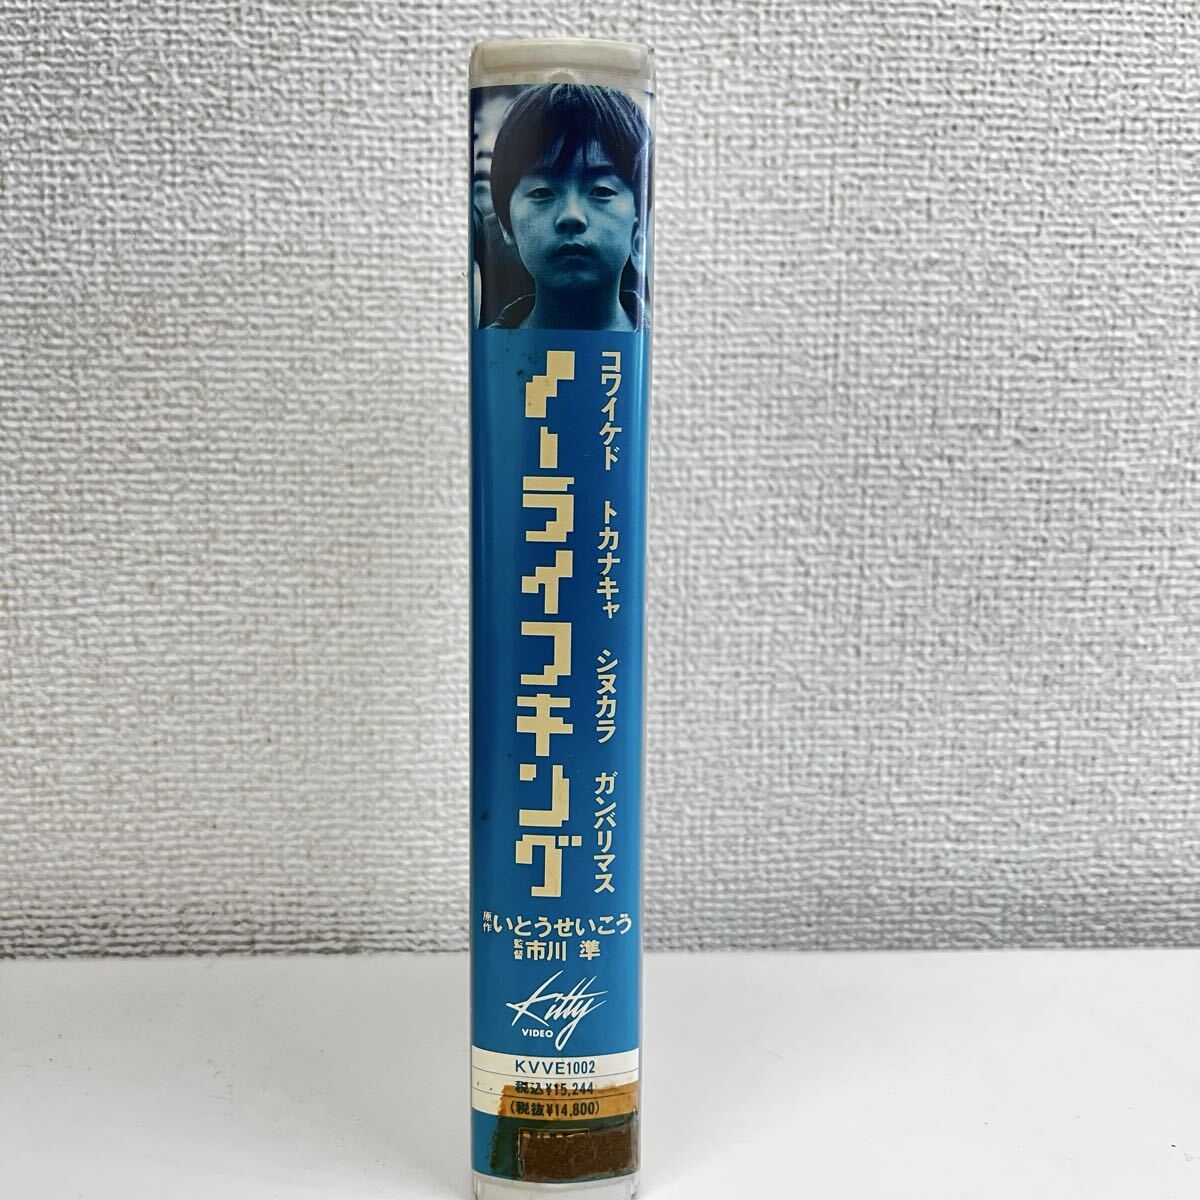 コワイケド トカナキャ シヌカラ ガンバリマス
ノーライフキング
原作 いとうせいこう
監督 市川 準
Kitty
VIDEO
KVVE1002
税込¥15,244
(税抜¥14,800)